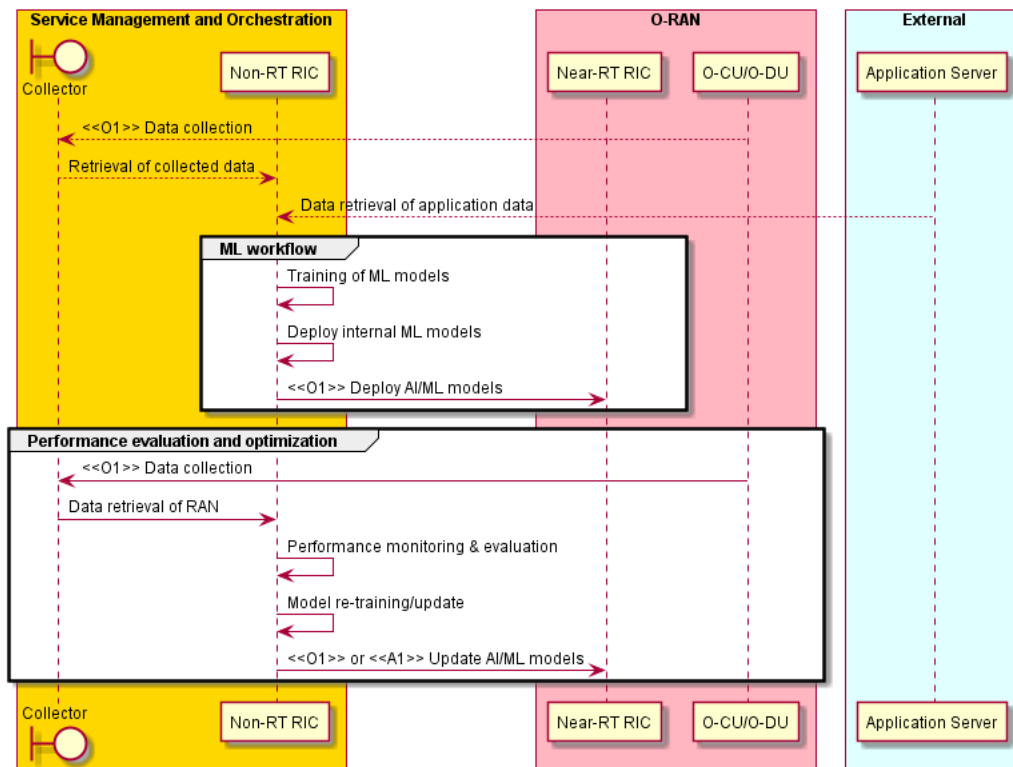 Service Management and Orchestration
O-RAN
External
Collector
Non-RT RIC
Near-RT RIC
O-CU/O-DU
Application Server
<<O1>> Data collection
Retrieval of collected data
Data retrieval of application data
ML workflow
Training of ML models
Deploy internal ML models
<<O1>> Deploy AI/ML models
Performance evaluation and optimization
<<O1>> Data collection
Data retrieval of RAN
Performance monitoring & evaluation
Model re-training/update
<<O1>> or <<A1>> Update AI/ML models
Collector
Non-RT RIC
Near-RT RIC
O-CU/O-DU
Application Server